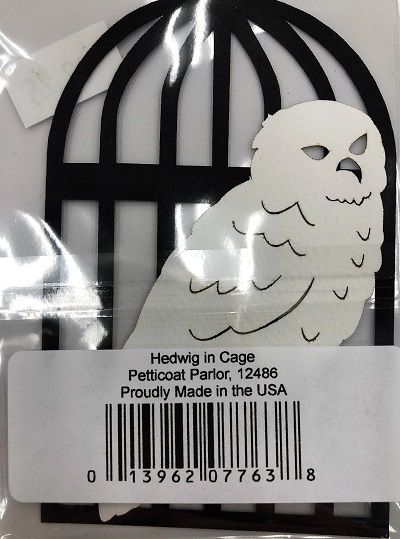 Hedwig in Cage
Petticoat Parlor, 12486
Proudly Made in the USA
0 13962 07763 8